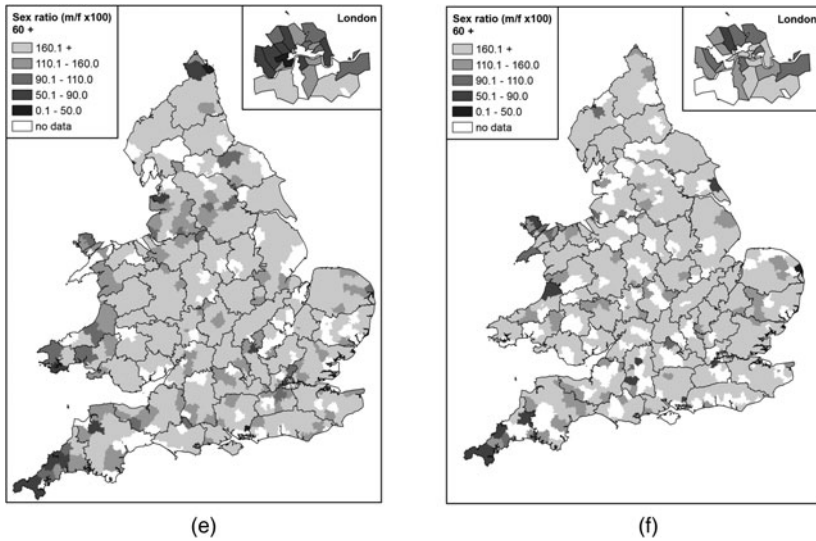 Sex ratio (m/f x100)
60 +
160.1 +
110.1 - 160.0
90.1 - 110.0
50.1 - 90.0
0.1 - 50.0
no data
London
(e)
Sex ratio (m/f x100)
60 +
160.1 +
110.1 - 160.0
90.1 - 110.0
50.1 - 90.0
0.1 - 50.0
no data
London
(f)